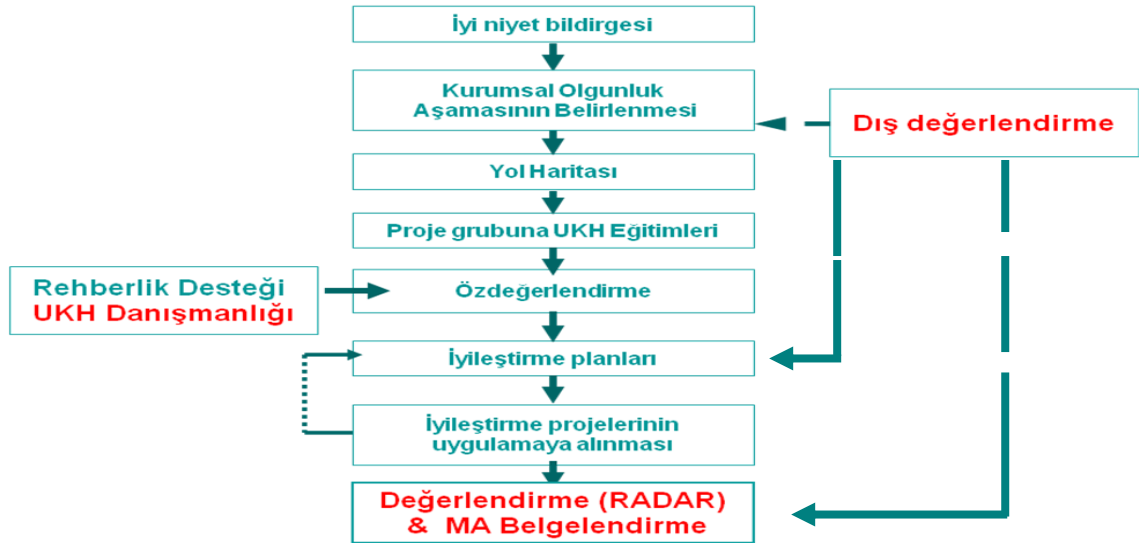 İyi niyet bildirgesi
Kurumsal Olgunluk
Aşamasının Belirlenmesi
Dış değerlendirme
Yol Haritası
Proje grubuna UKH Eğitimleri
Rehberlik Desteği
UKH Danışmanlığı
Özdeğerlendirme
İyileştirme planları
İyileştirme projelerinin
uygulamaya alınması
Değerlendirme (RADAR)
& MA Belgelendirme